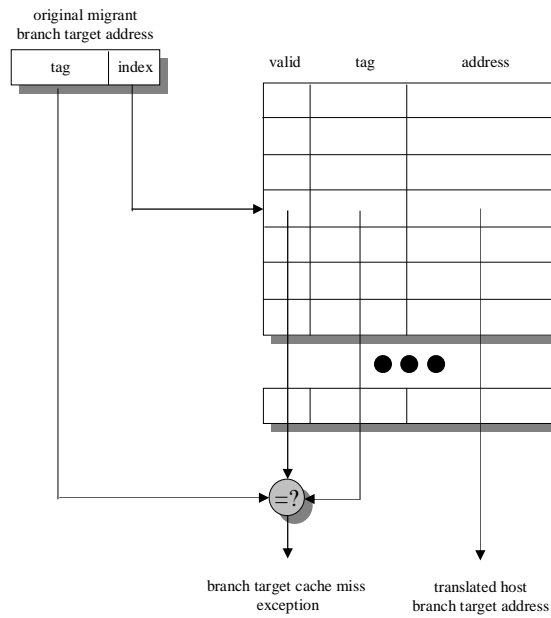 original migrant
branch target address
tag index
valid tag address
=?
branch target cache miss
exception
translated host
branch target address